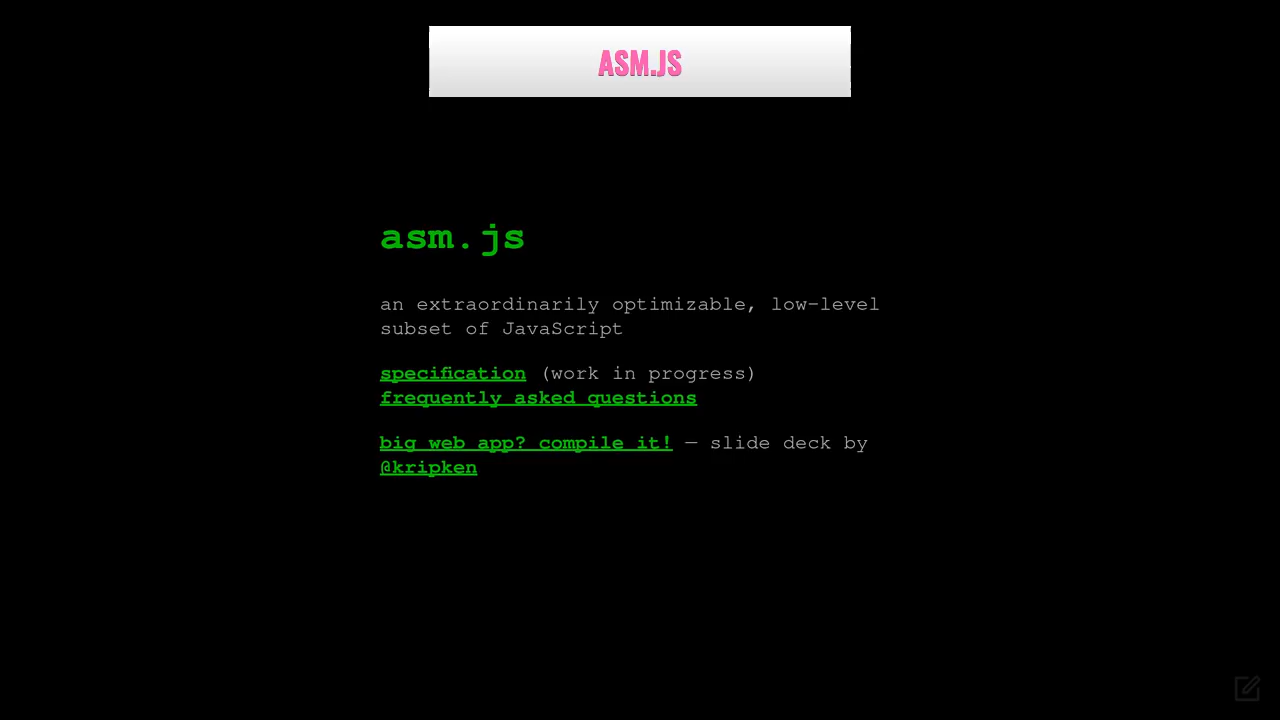 ASM.JS
asm.js
an extraordinarily optimizable, low-level
subset of JavaScript
specification (work in progress)
frequently asked questions
big web app? compile it! — slide deck by
@kripken